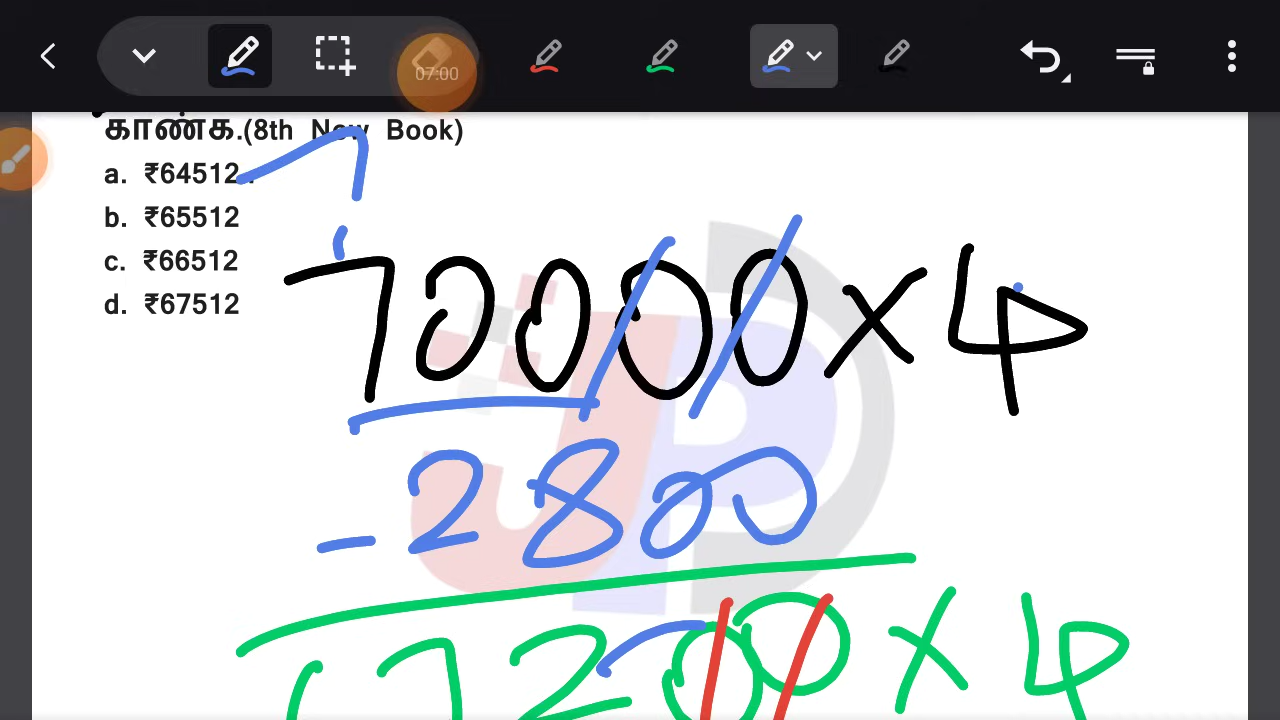 07:00
காண்க.(8th New Book)
a. ₹64512.
b. ₹65512
c. ₹66512
d. ₹67512
70000 x 4
- 2800
67200 x 4